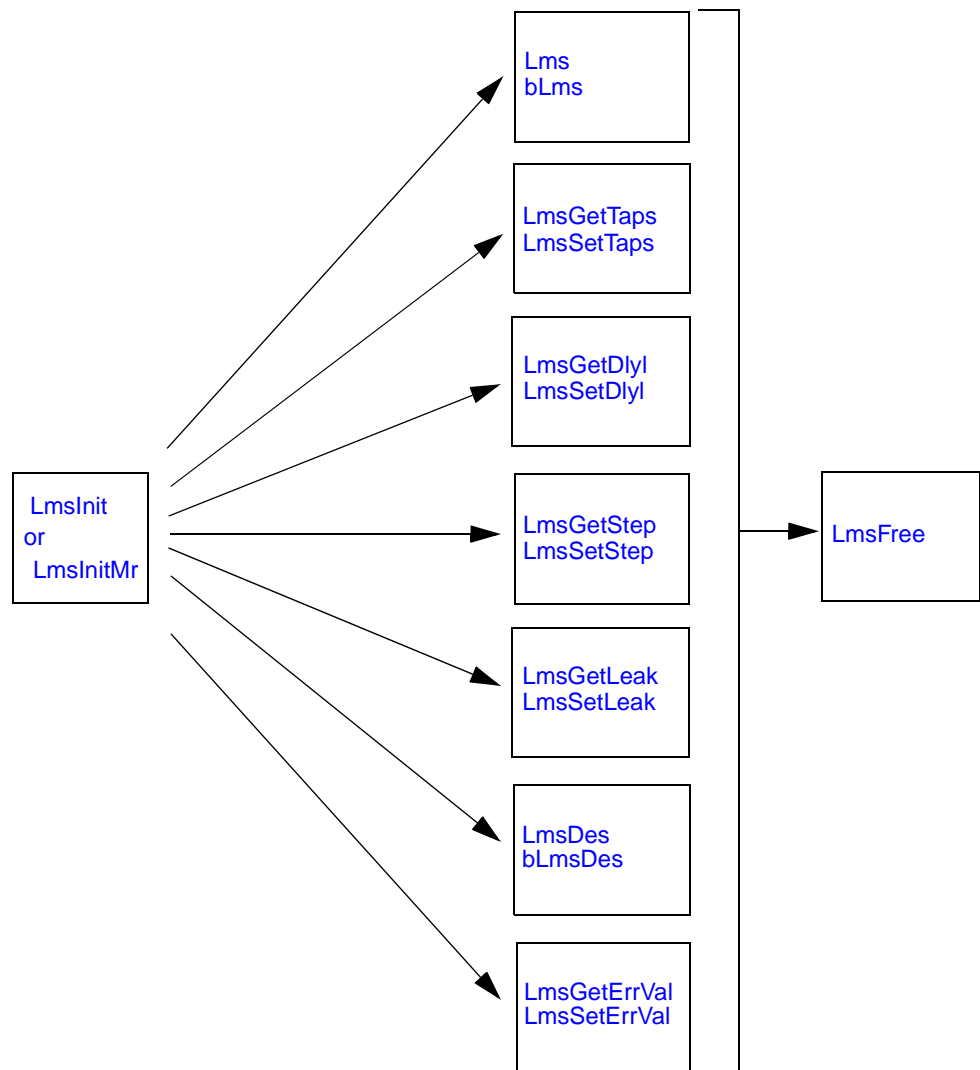 Lms
bLms
LmsGetTaps
LmsSetTaps
LmsGetDlyl
LmsSetDlyl
LmsInit
or
LmsInitMr
LmsGetStep
LmsSetStep
LmsFree
LmsGetLeak
LmsSetLeak
LmsDes
bLmsDes
LmsGetErrVal
LmsSetErrVal